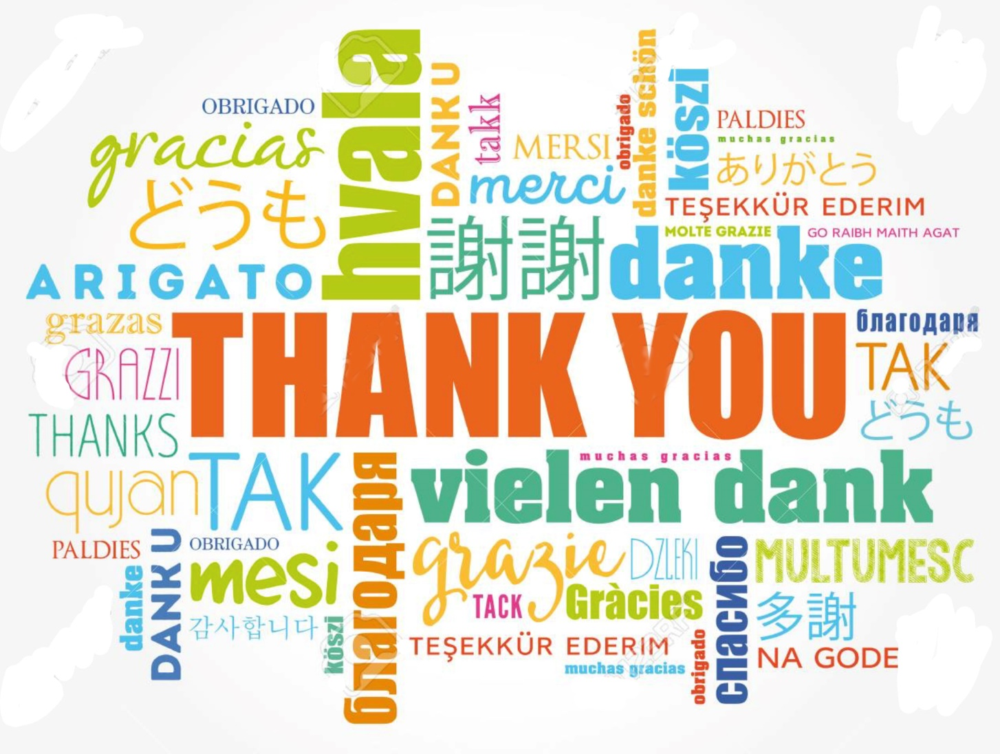 hvala
DANK U
takk
obrigado
danke schön
köszi
OBRIGADO
PALDIES
gracias
MERSI
muchas gracias
merci
ありがとう
どうも
TEŞEKKÜR EDERIM
謝謝
MOLTE GRAZIE
GO RAIBH MAITH AGAT
danke
ARIGATO
grazas
THANK YOU
благодаря
GRAZZI
TAK
THANKS
どうも
qujan
TAK
благодаря
vielen dank
muchas gracias
PALDIES
DANK U
OBRIGADO
mesi
grazie
DZIEKI
спасибо
MULTUMESC
danke
TACK
Gràcies
多謝
감사합니다
köszi
TEŞEKKÜR EDERIM
obrigado
NA GODE
muchas gracias